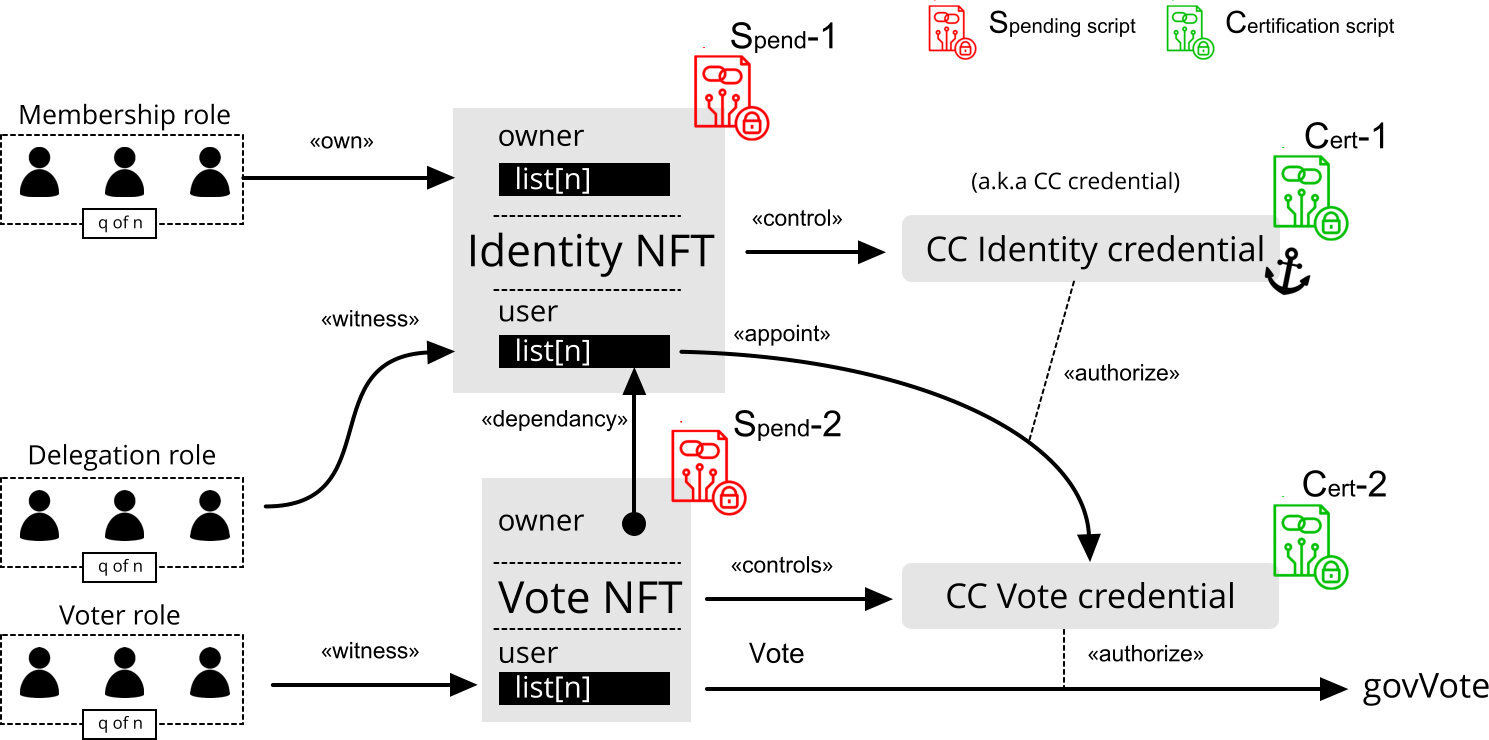 Spend-1
Spending script
Certification script
Membership role
«own»
q of n
owner
list[n]
Identity NFT
user
list[n]
«control»
(a.k.a CC credential)
Cert-1
CC Identity credential
«witness»
«appoint»
«authorize»
«dependancy»
Spend-2
Delegation role
q of n
owner
Vote NFT
user
list[n]
«controls»
Cert-2
CC Vote credential
Voter role
q of n
«witness»
Vote
«authorize»
govVote